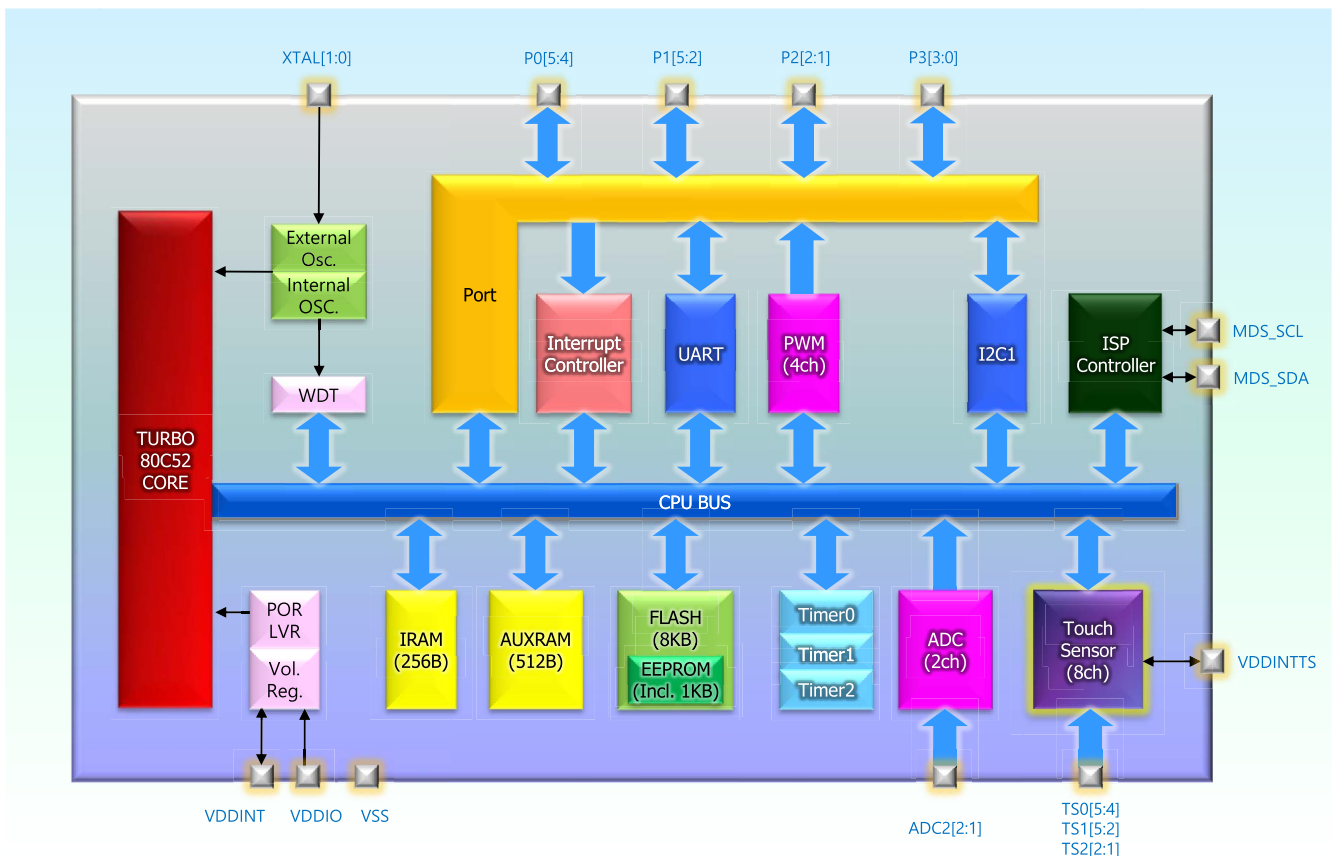 XTAL[1:0]
P0[5:4]
P1[5:2]
P2[2:1]
P3[3:0]
External
Osc.
Internal
OSC.
Port
Interrupt
Controller
UART
PWM
(4ch)
I2C1
ISP
Controller
MDS_SCL
MDS_SDA
WDT
TURBO
80C52
CORE
CPU BUS
POR
LVR
Vol.
Reg.
IRAM
(256B)
AUXRAM
(512B)
FLASH
(8KB)
EEPROM
(Incl. 1KB)
Timer0
Timer1
Timer2
ADC
(2ch)
Touch
Sensor
(8ch)
VDDINTTS
VDDINT
VDDIO
VSS
ADC2[2:1]
TS0[5:4]
TS1[5:2]
TS2[2:1]